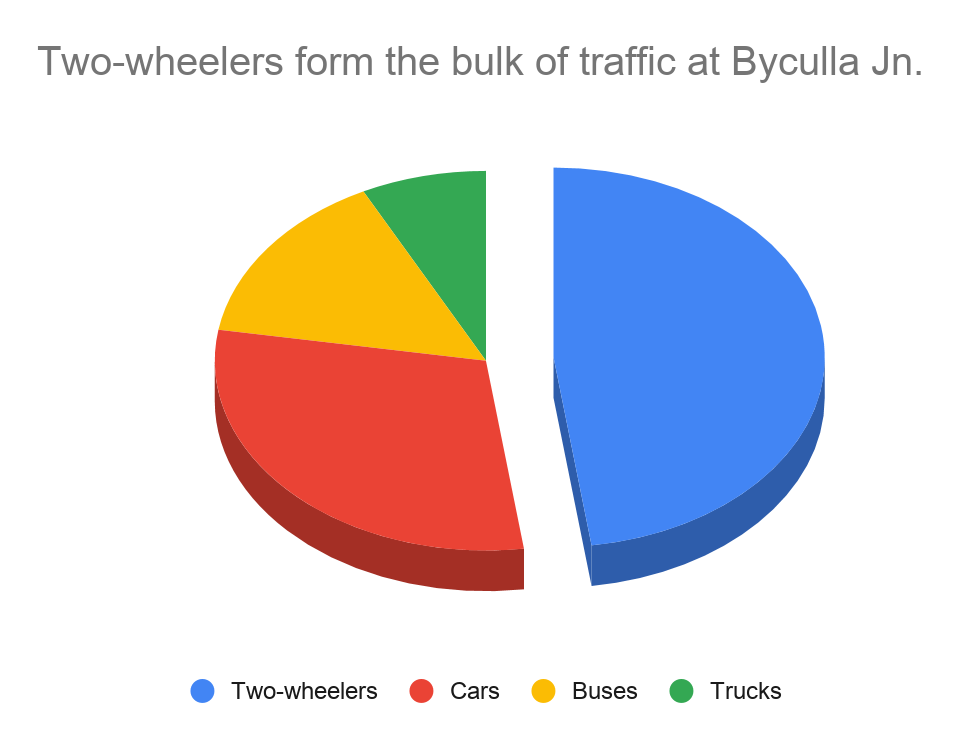 Two-wheelers form the bulk of traffic at Byculla Jn.
Two-wheelers Cars Buses Trucks